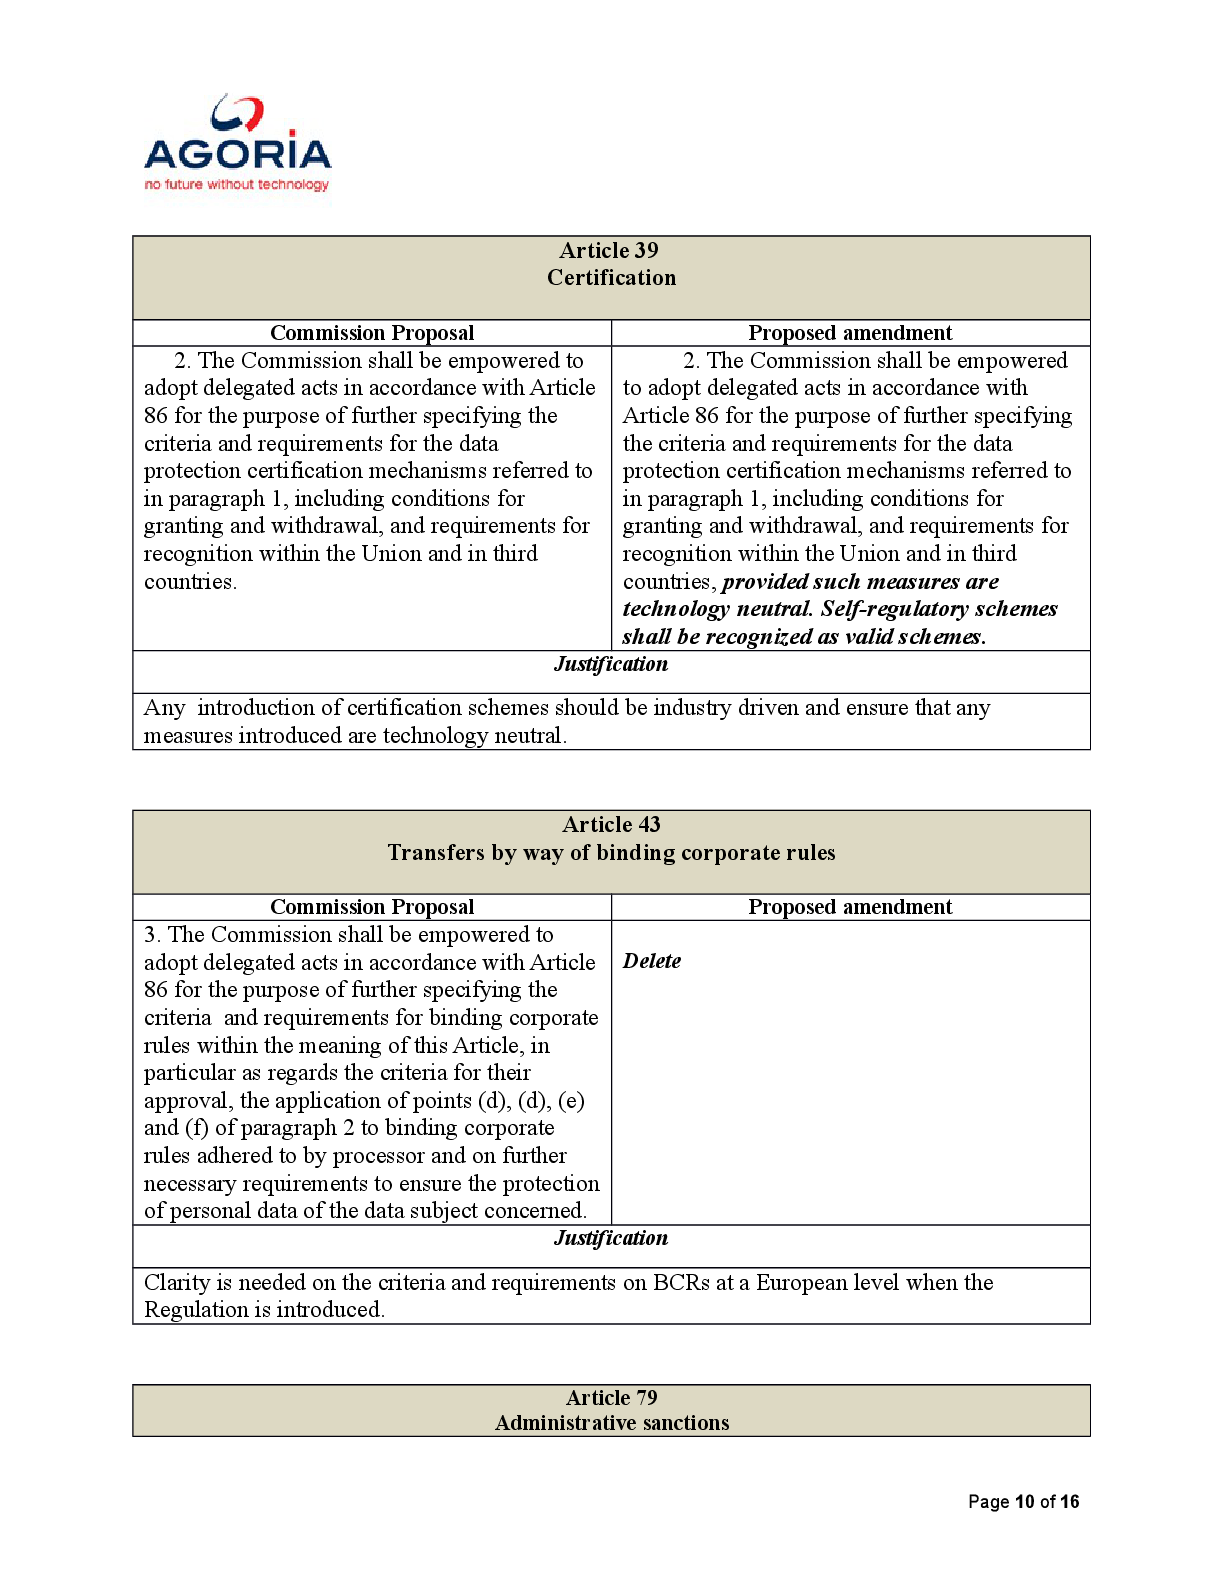 AGORiA
no future without technology
Article 39
Certification
Commission Proposal
Proposed amendment
2. The Commission shall be empowered to
adopt delegated acts in accordance with Article
86 for the purpose of further specifying the
criteria and requirements for the data
protection certification mechanisms referred to
in paragraph 1, including conditions for
granting and withdrawal, and requirements for
recognition within the Union and in third
countries.
2. The Commission shall be empowered
to adopt delegated acts in accordance with
Article 86 for the purpose of further specifying
the criteria and requirements for the data
protection certification mechanisms referred to
in paragraph 1, including conditions for
granting and withdrawal, and requirements for
recognition within the Union and in third
countries, provided such measures are
technology neutral. Self-regulatory schemes
shall be recognized as valid schemes.
Justification
Any  introduction of certification schemes should be industry driven and ensure that any
measures introduced are technology neutral.
Article 43
Transfers by way of binding corporate rules
Commission Proposal
Proposed amendment
3. The Commission shall be empowered to
adopt delegated acts in accordance with Article
86 for the purpose of further specifying the
criteria  and requirements for binding corporate
rules within the meaning of this Article, in
particular as regards the criteria for their
approval, the application of points (d), (d), (e)
and (f) of paragraph 2 to binding corporate
rules adhered to by processor and on further
necessary requirements to ensure the protection
of personal data of the data subject concerned.
Delete
Justification
Clarity is needed on the criteria and requirements on BCRs at a European level when the
Regulation is introduced.
Article 79
Administrative sanctions
Page 10 of 16